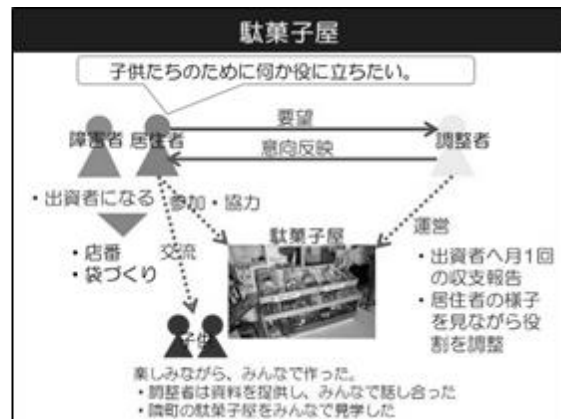 駄菓子屋
子供たちのために何か役に立ちたい。
障害者
居住者
要望
意向反映
調整者
・出資者になる
参加・協力
・店番
・袋づくり
交流
駄菓子屋
運営
・出資者へ月1回
の収支報告
・居住者の様子
を見ながら役
割を調整
子供
楽しみながら、みんなで作った。
・調整者は資料を提供し、みんなで話し合った
・隣町の駄菓子屋をみんなで見学した